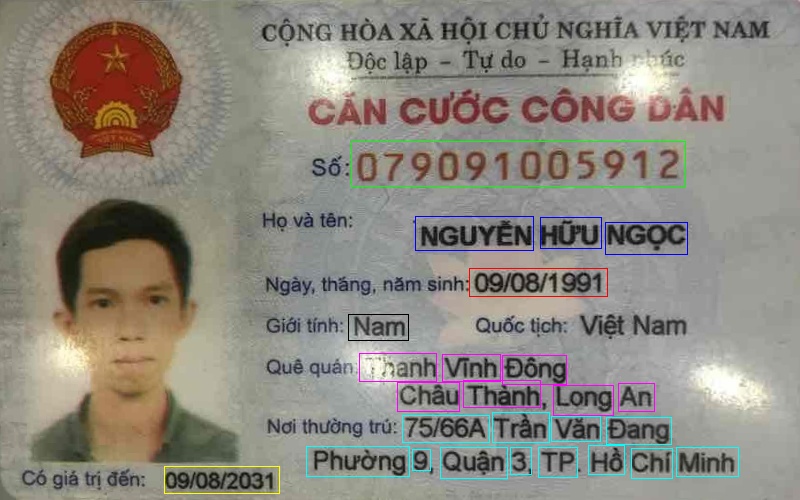 CỘNG HÒA XÃ HỘI CHỦ NGHĨA VIỆT NAM
Độc lập - Tự do - Hạnh phúc
CĂN CƯỚC CÔNG DÂN
Số: 079091005912
Họ và tên: NGUYỄN HỮU NGỌC
Ngày, tháng, năm sinh: 09/08/1991
Giới tính: Nam Quốc tịch: Việt Nam
Quê quán: Thanh Vĩnh Đông
Châu Thành, Long An
Nơi thường trú: 75/66A Trần Văn Đang
Phường 9, Quận 3, TP. Hồ Chí Minh
Có giá trị đến: 09/08/2031